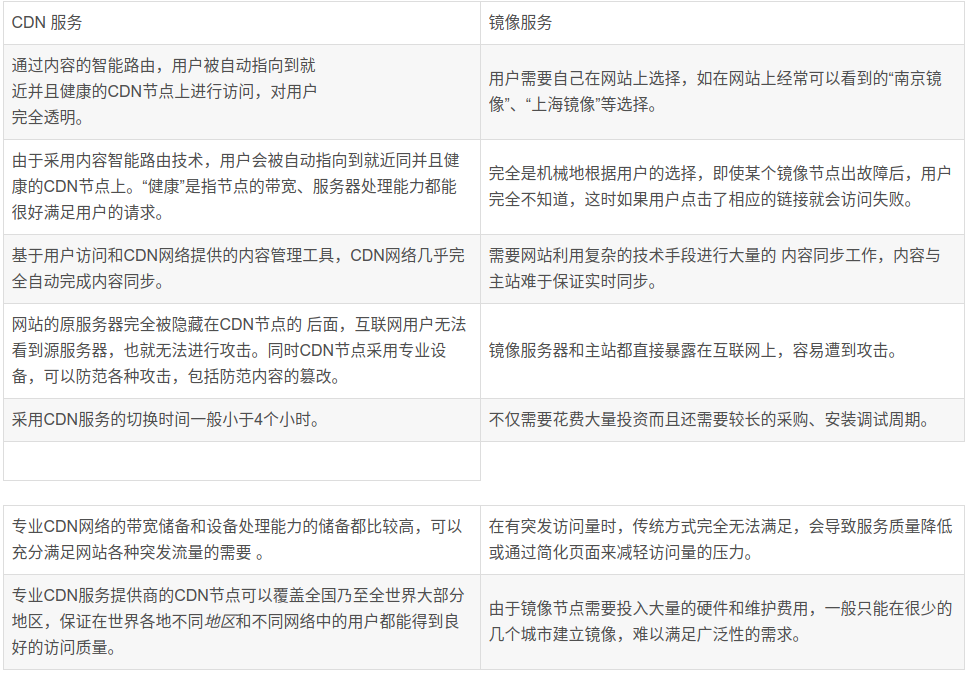 CDN 服务
镜像服务
通过内容的智能路由，用户被自动指向到就
近并且健康的CDN节点上进行访问，对用户
完全透明。
用户需要自己在网站上选择，如在网站上经常可以看到的“南京镜
像”、“上海镜像”等选择。
由于采用内容智能路由技术，用户会被自动指向到就近同并且健
康的CDN节点上。“健康”是指节点的带宽、服务器处理能力都能
很好满足用户的请求。
完全是机械地根据用户的选择，即使某个镜像节点出故障后，用户
完全不知道，这时如果用户点击了相应的链接就会访问失败。
基于用户访问和CDN网络提供的内容管理工具，CDN网络几乎完
全自动完成内容同步。
需要网站利用复杂的技术手段进行大量的 内容同步工作，内容与
主站难于保证实时同步。
网站的原服务器完全被隐藏在CDN节点的 后面，互联网用户无法
看到源服务器，也就无法进行攻击。同时CDN节点采用专业设
备，可以防范各种攻击，包括防范内容的篡改。
镜像服务器和主站都直接暴露在互联网上，容易遭到攻击。
采用CDN服务的切换时间一般小于4个小时。
不仅需要花费大量投资而且还需要较长的采购、安装调试周期。
专业CDN网络的带宽储备和设备处理能力的储备都比较高，可以
充分满足网站各种突发流量的需要 。
在有突发访问量时，传统方式完全无法满足，会导致服务质量降低
或通过简化页面来减轻访问量的压力。
专业CDN服务提供商的CDN节点可以覆盖全国乃至全世界大部分
地区，保证在世界各地不同地区和不同网络中的用户都能得到良
好的访问质量。
由于镜像节点需要投入大量的硬件和维护费用，一般只能在很少的
几个城市建立镜像，难以满足广泛性的需求。